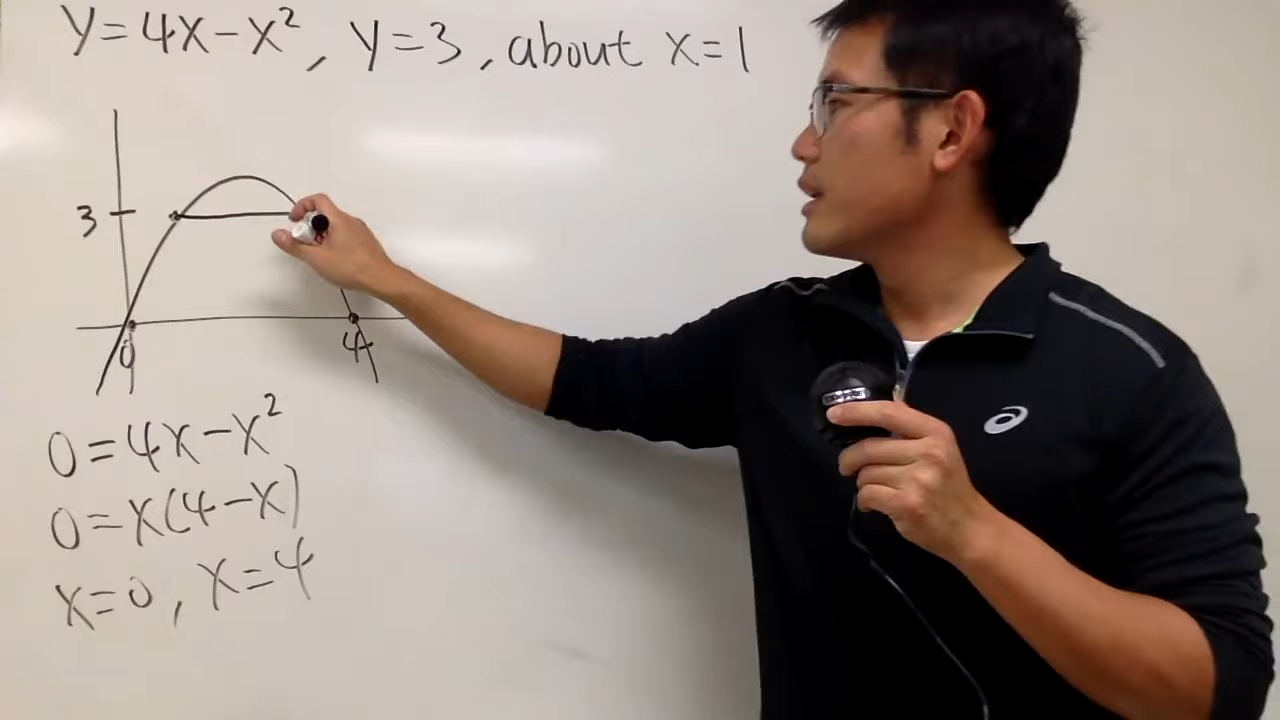 y=4x-x², y=3, about x=1
3
0
4
0=4x-x²
0=x(4-x)
x=0, x=4